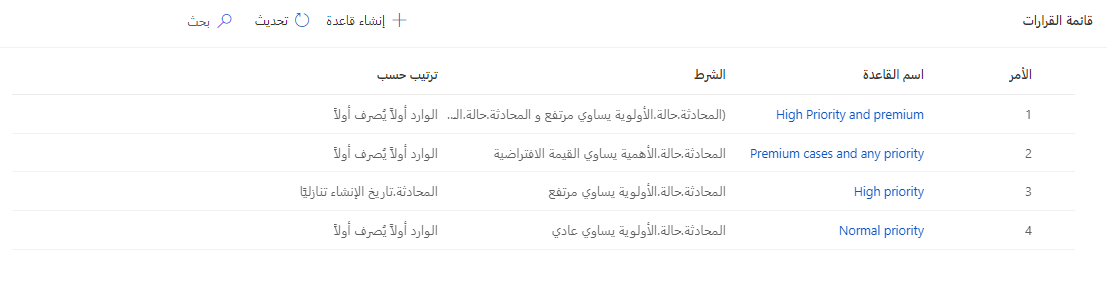 قائمة القرارات
إنشاء قاعدة تحديث بحث
الأمر اسم القاعدة الشرط ترتيب حسب
1 High Priority and premium (المحادثة.حالة.الأولوية يساوي مرتفع و المحادثة.حالة.الـ... الوارد أولاً يُصرف أولاً
2 Premium cases and any priority المحادثة.حالة.الأهمية يساوي القيمة الافتراضية الوارد أولاً يُصرف أولاً
3 High priority المحادثة.حالة.الأولوية يساوي مرتفع المحادثة.تاريخ الإنشاء تنازليًا
4 Normal priority المحادثة.حالة.الأولوية يساوي عادي الوارد أولاً يُصرف أولاً